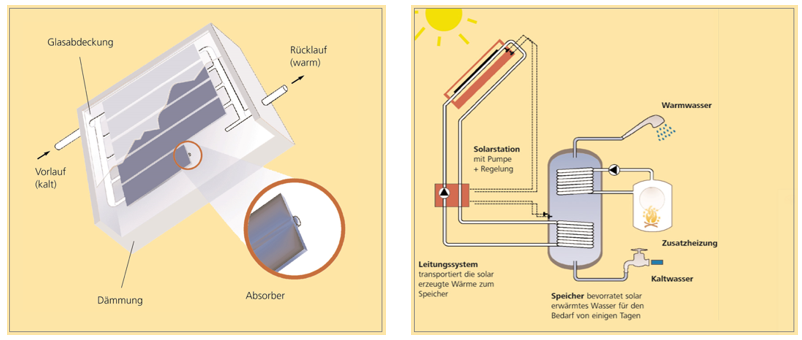 Glasabdeckung
Rücklauf
(warm)
Vorlauf
(kalt)
Dämmung
Absorber
Warmwasser
Solarstation
mit Pumpe
+ Regelung
Zusatzheizung
Leitungssystem
transportiert die solar
erzeugte Wärme zum
Speicher
Kaltwasser
Speicher bevorratet solar
erwärmtes Wasser für den
Bedarf von einigen Tagen